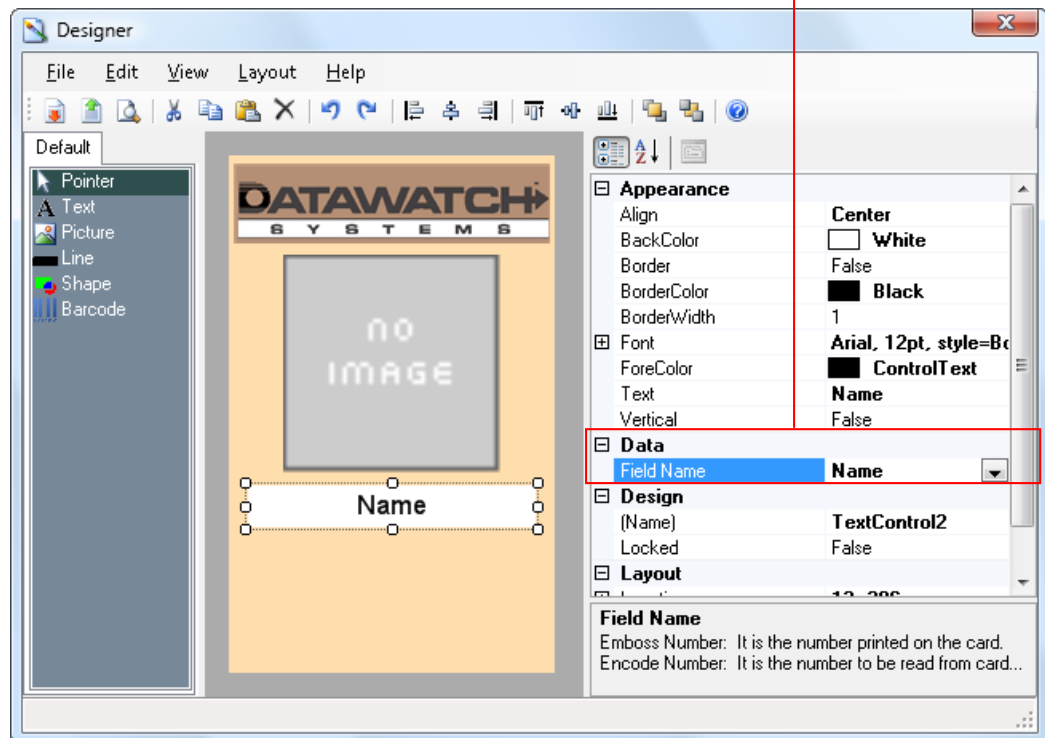 Designer
File Edit View Layout Help
Default
Pointer
Text
Picture
Line
Shape
Barcode
DATAWATCH
SYSTEMS
no
IMAGE
Name
Appearance
Align Center
BackColor White
Border False
BorderColor Black
BorderWidth 1
Font Arial, 12pt, style=Bo
ForeColor ControlText
Text Name
Vertical False
Data
Field Name Name
Design
(Name) TextControl2
Locked False
Layout
Field Name
Emboss Number: It is the number printed on the card.
Encode Number: It is the number to be read from card...